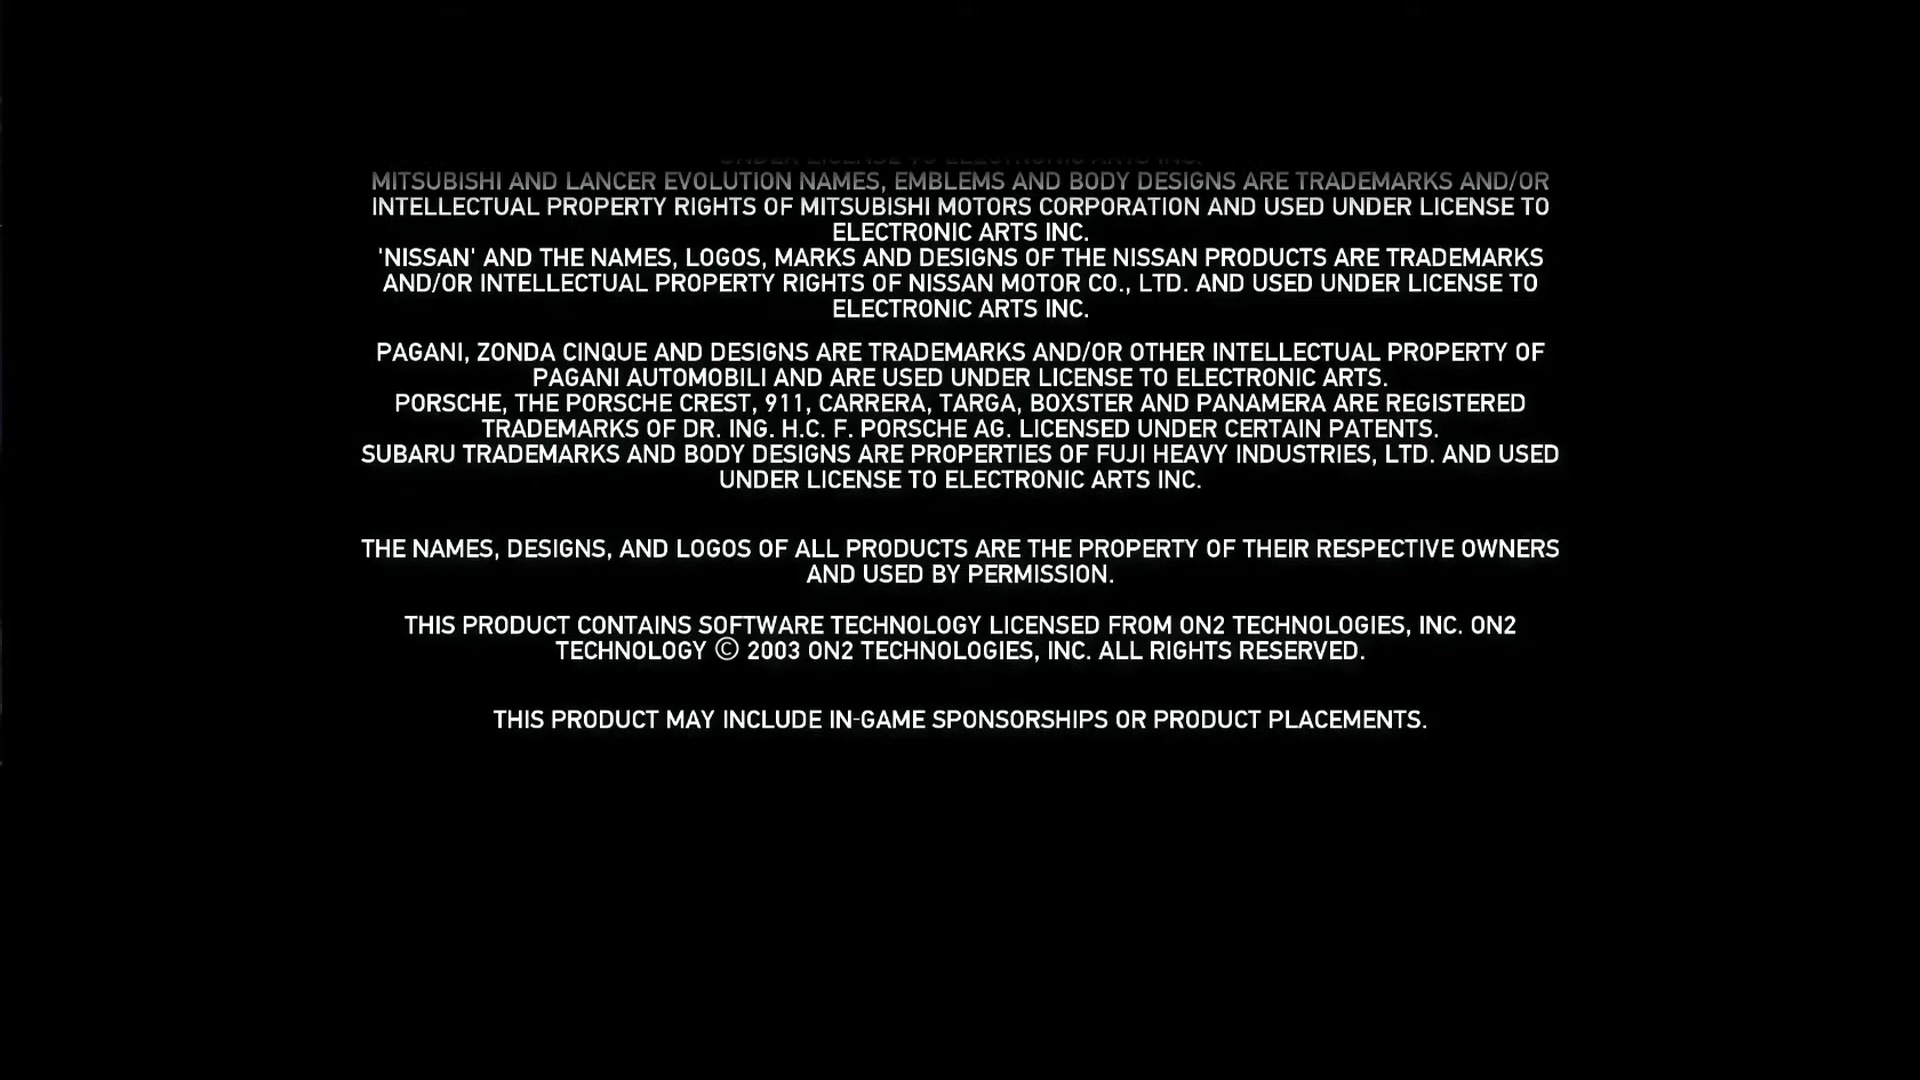 UNDER LICENSE TO ELECTRONIC ARTS INC.
MITSUBISHI AND LANCER EVOLUTION NAMES, EMBLEMS AND BODY DESIGNS ARE TRADEMARKS AND/OR
INTELLECTUAL PROPERTY RIGHTS OF MITSUBISHI MOTORS CORPORATION AND USED UNDER LICENSE TO
ELECTRONIC ARTS INC.
'NISSAN' AND THE NAMES, LOGOS, MARKS AND DESIGNS OF THE NISSAN PRODUCTS ARE TRADEMARKS
AND/OR INTELLECTUAL PROPERTY RIGHTS OF NISSAN MOTOR CO., LTD. AND USED UNDER LICENSE TO
ELECTRONIC ARTS INC.
PAGANI, ZONDA CINQUE AND DESIGNS ARE TRADEMARKS AND/OR OTHER INTELLECTUAL PROPERTY OF
PAGANI AUTOMOBILI AND ARE USED UNDER LICENSE TO ELECTRONIC ARTS.
PORSCHE, THE PORSCHE CREST, 911, CARRERA, TARGA, BOXSTER AND PANAMERA ARE REGISTERED
TRADEMARKS OF DR. ING. H.C. F. PORSCHE AG. LICENSED UNDER CERTAIN PATENTS.
SUBARU TRADEMARKS AND BODY DESIGNS ARE PROPERTIES OF FUJI HEAVY INDUSTRIES, LTD. AND USED
UNDER LICENSE TO ELECTRONIC ARTS INC.
THE NAMES, DESIGNS, AND LOGOS OF ALL PRODUCTS ARE THE PROPERTY OF THEIR RESPECTIVE OWNERS
AND USED BY PERMISSION.
THIS PRODUCT CONTAINS SOFTWARE TECHNOLOGY LICENSED FROM ON2 TECHNOLOGIES, INC. ON2
TECHNOLOGY © 2003 ON2 TECHNOLOGIES, INC. ALL RIGHTS RESERVED.
THIS PRODUCT MAY INCLUDE IN-GAME SPONSORSHIPS OR PRODUCT PLACEMENTS.